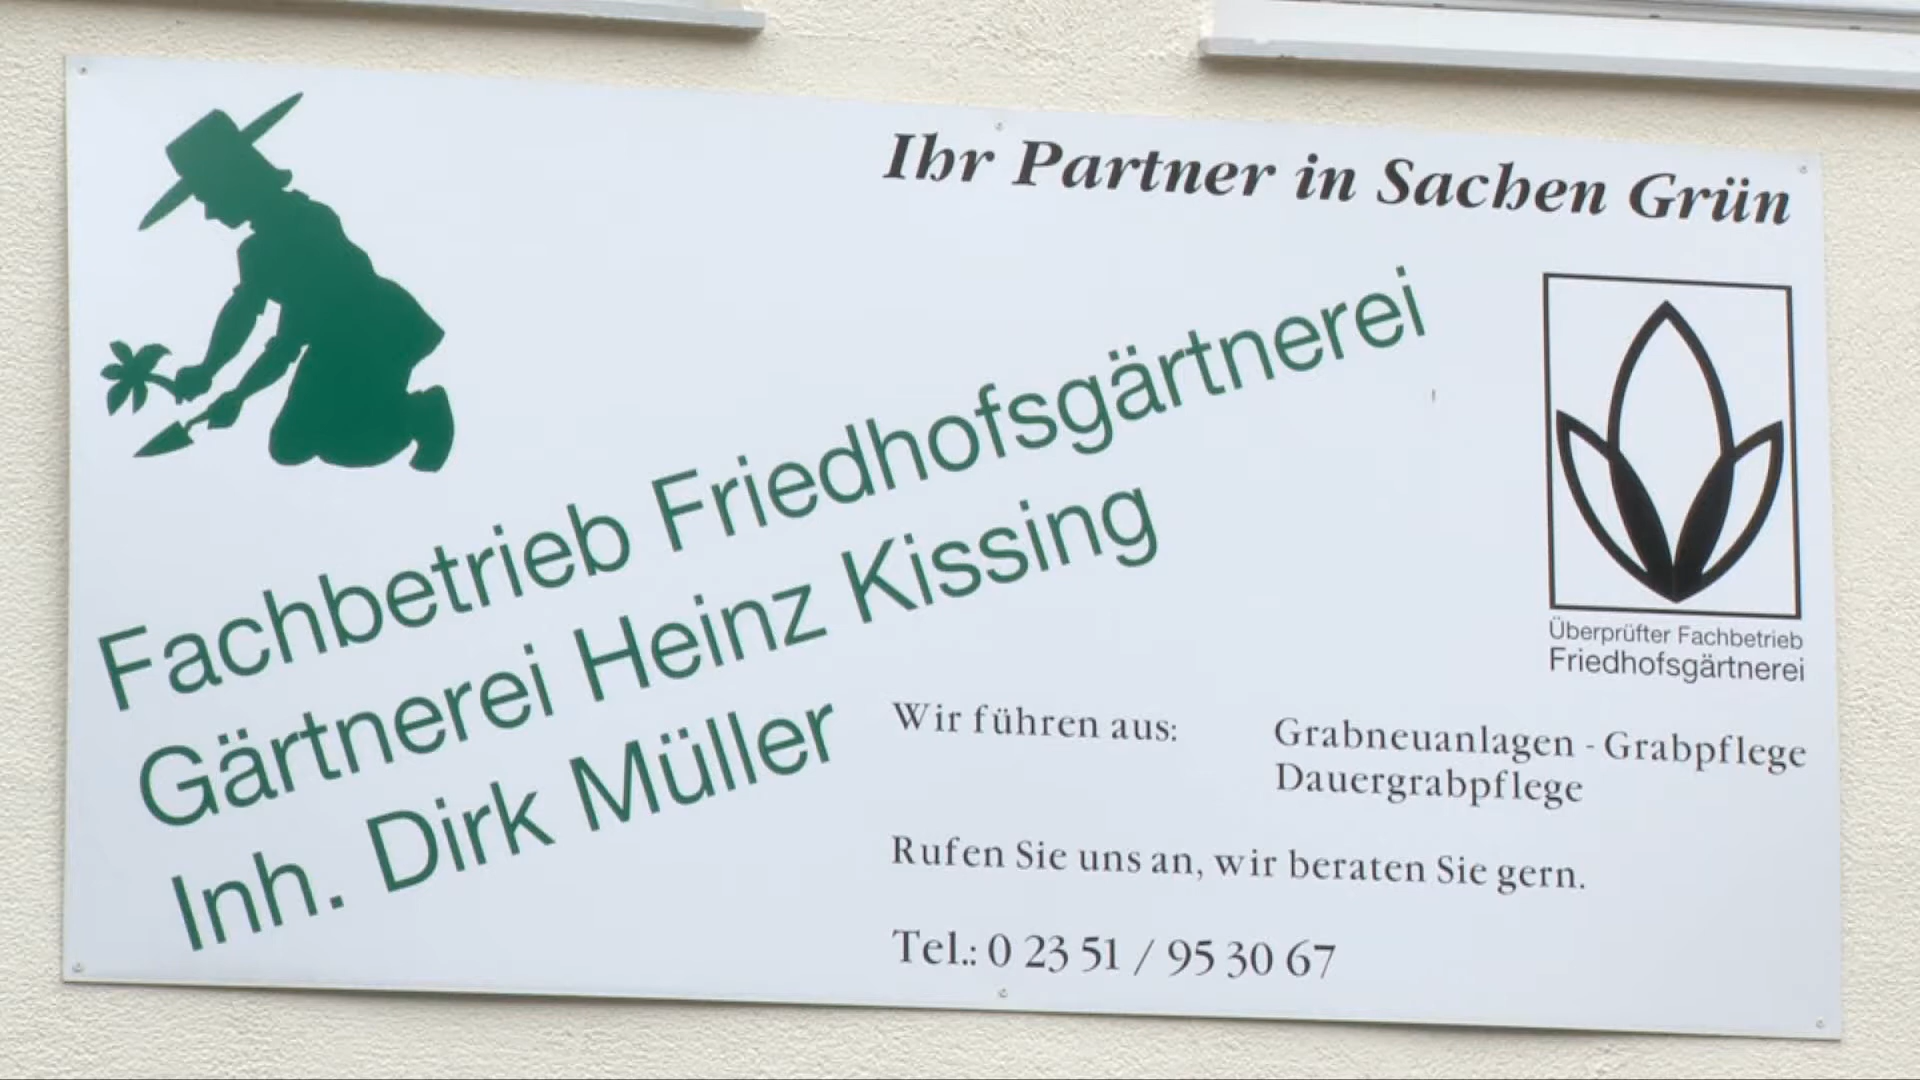 Ihr Partner in Sachen Grün
Fachbetrieb Friedhofsgärtnerei
Gärtnerei Heinz Kissing
Inh. Dirk Müller
Überprüfter Fachbetrieb
Friedhofsgärtnerei
Wir führen aus: Grabneuanlagen - Grabpflege
Dauergrabpflege
Rufen Sie uns an, wir beraten Sie gern.
Tel.: 0 23 51 / 95 30 67